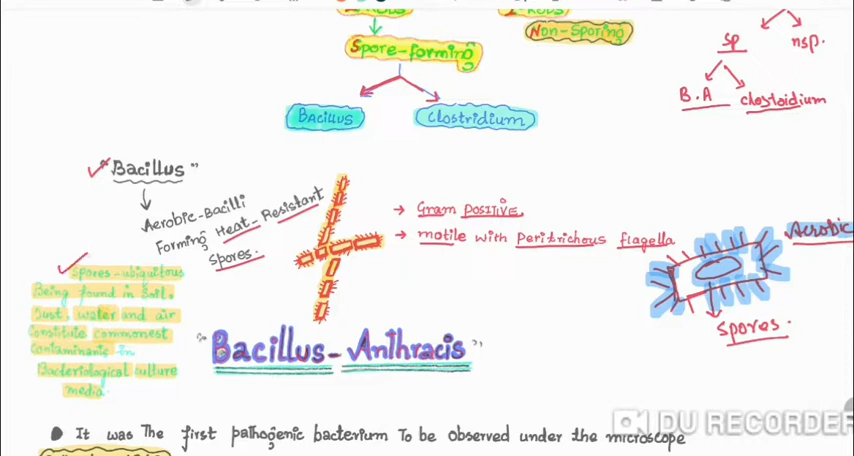 Spore-forming
Non-Sporing
sp
nsp.
B.A
clostridium
Bacillus
Clostridium
"Bacillus"
Aerobic-Bacilli
Forming Heat-Resistant
Spores.
→ Gram POSITIVE,
→ motile with Peritrichous flagella
Aerobic
spores.
Spores-ubiquitous
Being found in Soil,
Dust, water and air
Constitute commonest
Contaminants in
Bacteriological culture
media.
"Bacillus-Anthracis"
● It was The first pathogenic bacterium To be observed under the microscope
DU RECORDER